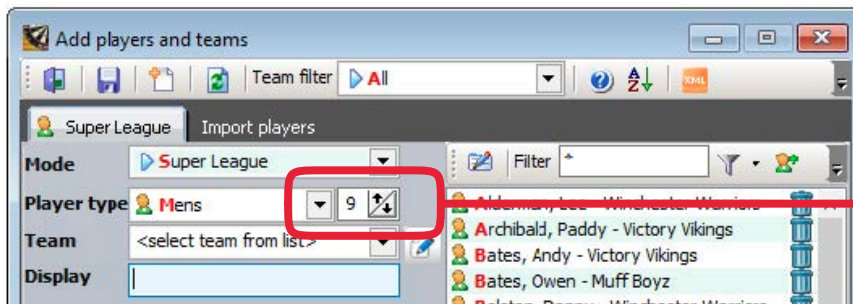 Add players and teams
Team filter All
XML
Super League Import players
Mode Super League
Filter *
Player type Mens 9
Archibald, Paddy - Victory Vikings
Team <select team from list>
Bates, Andy - Victory Vikings
Display
Bates, Owen - Muff Boyz